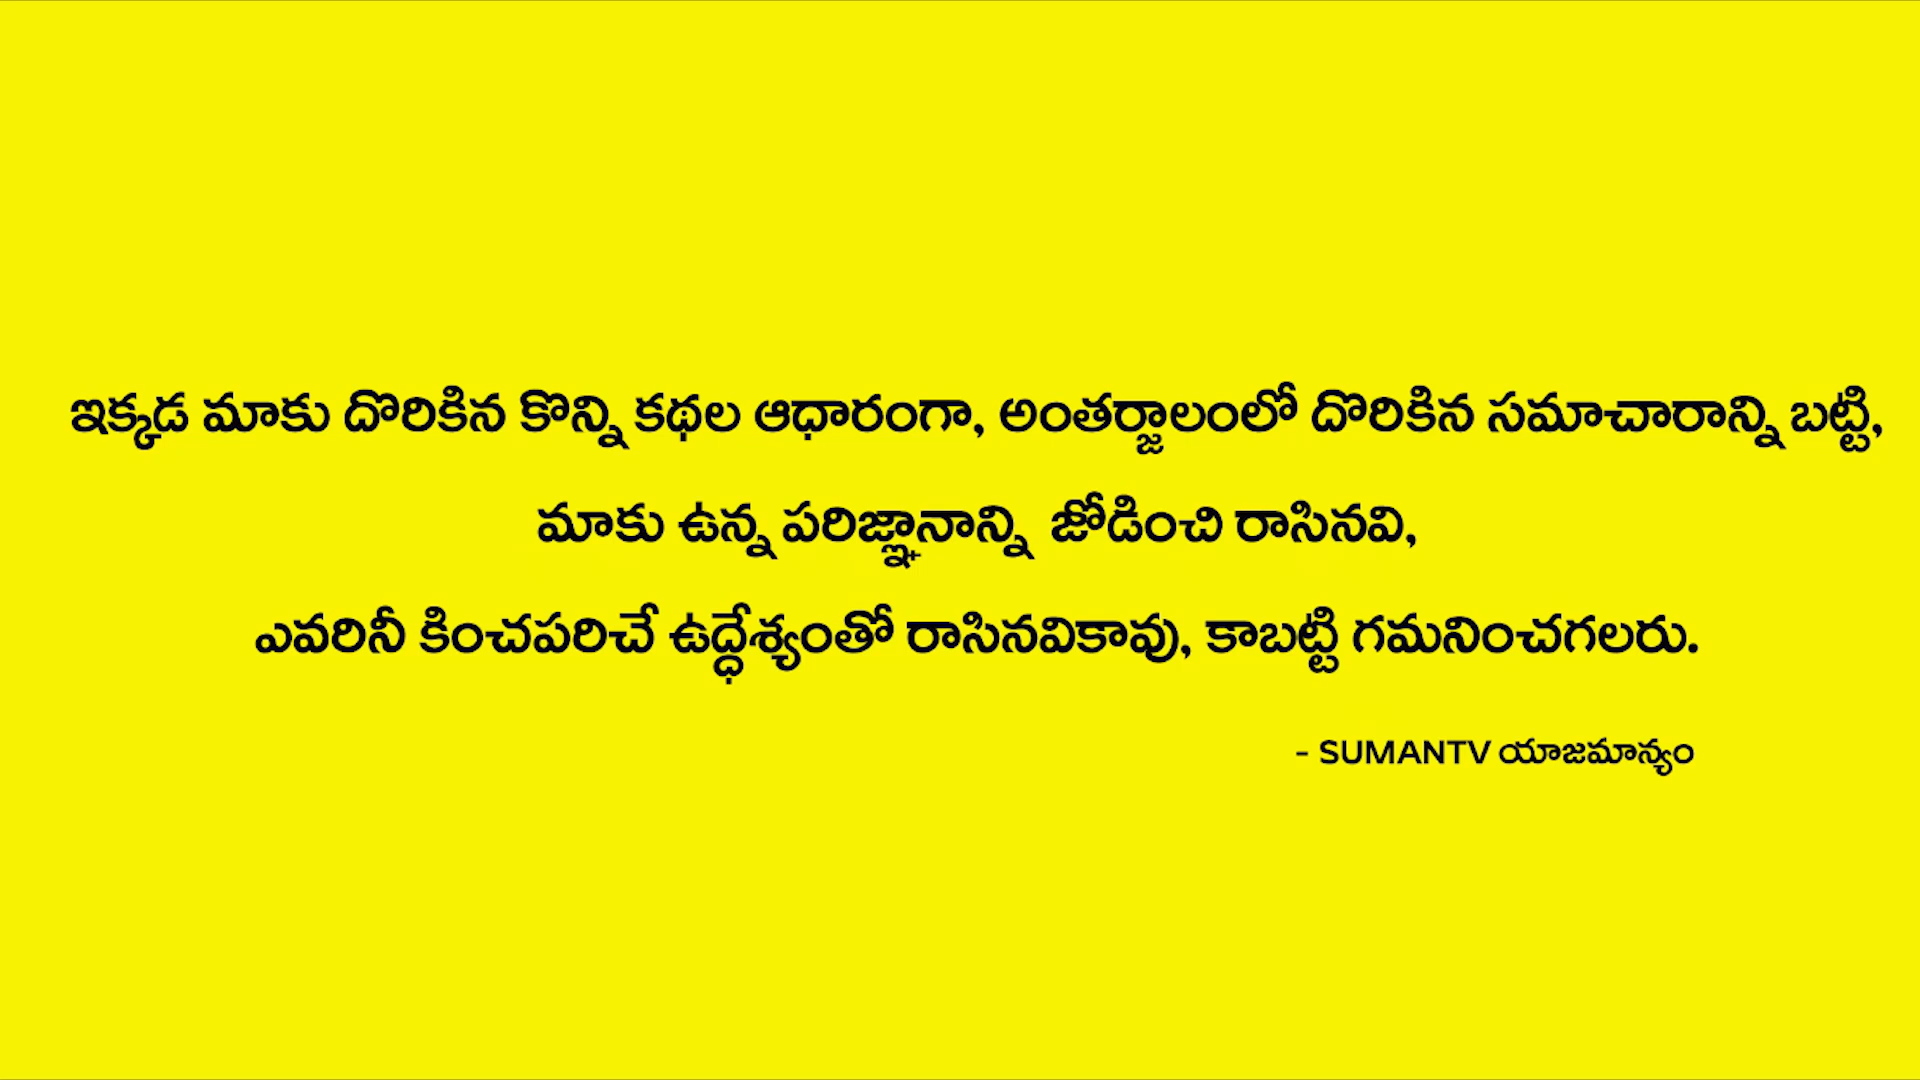 ఇక్కడ మాకు దొరికిన కొన్ని కథల ఆధారంగా, అంతర్జాలంలో దొరికిన సమాచారాన్ని బట్టి,
మాకు ఉన్న పరిజ్ఞానాన్ని జోడించి రాసినవి,
ఎవరినీ కించపరిచే ఉద్ధేశ్యంతో రాసినవికావు, కాబట్టి గమనించగలరు.
- SUMANTV యాజమాన్యం